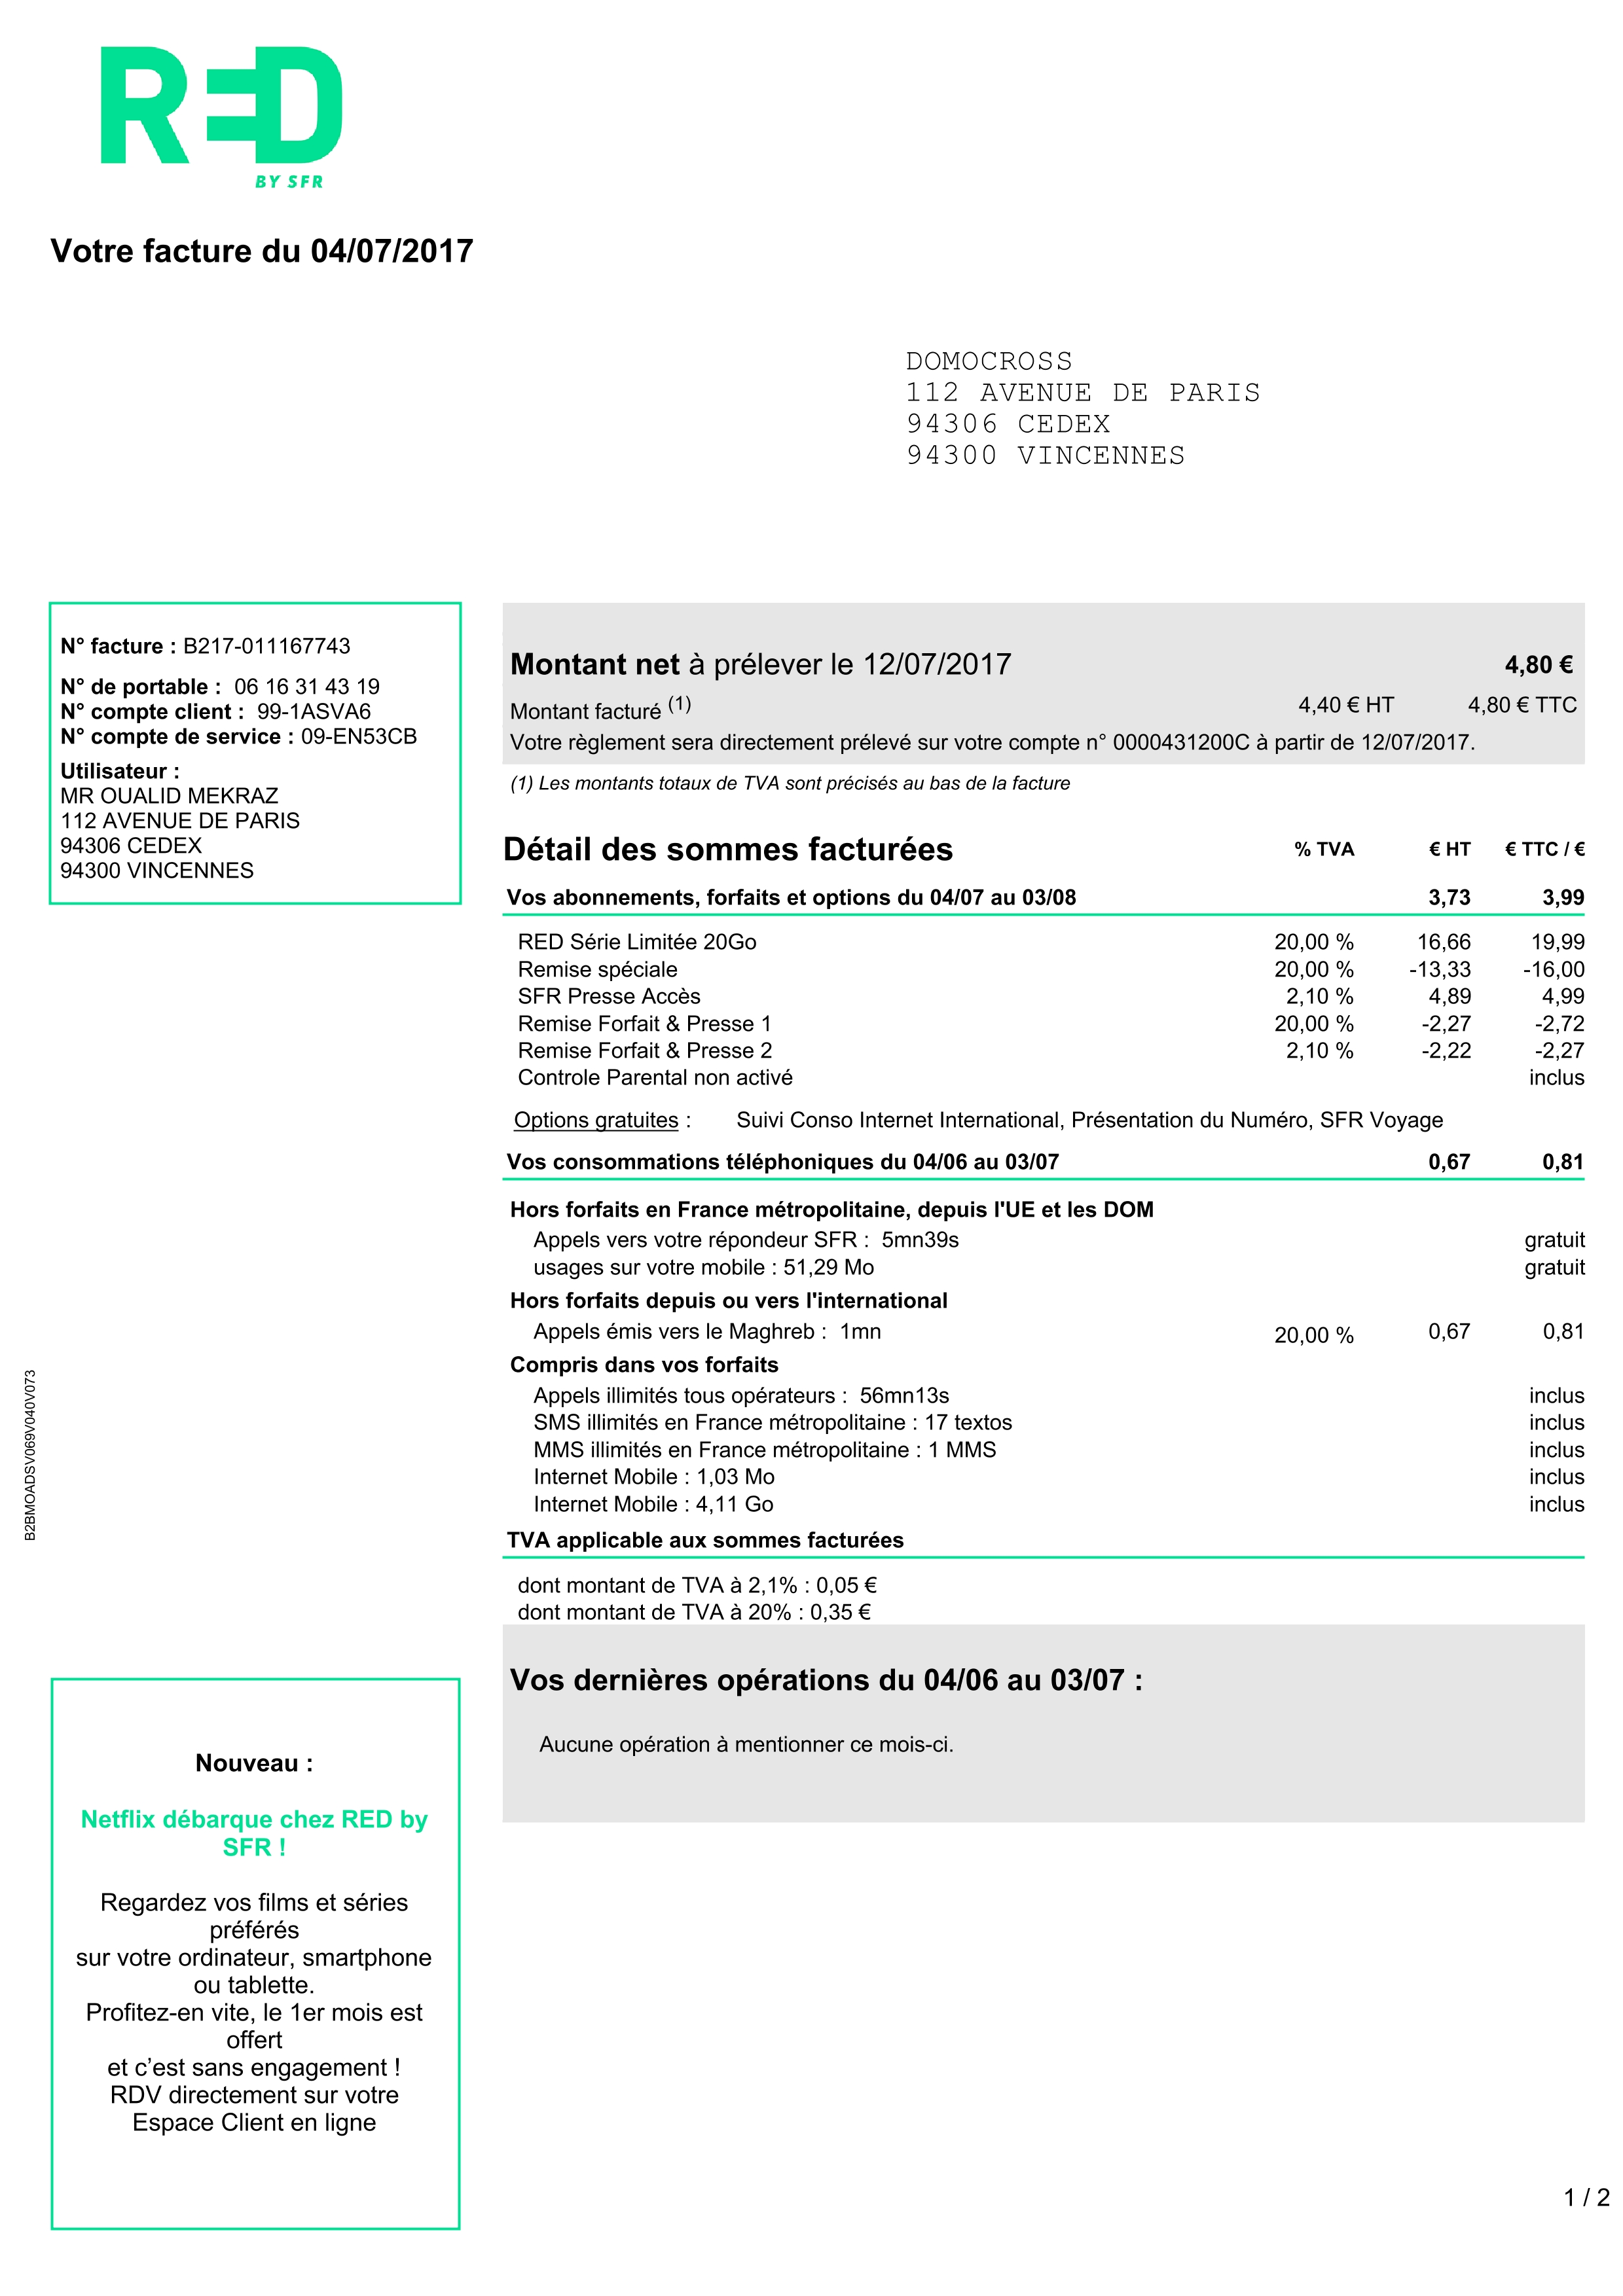 RED
BY SFR
Votre facture du 04/07/2017
DOMOCROSS
112 AVENUE DE PARIS
94306 CEDEX
94300 VINCENNES
N° facture : B217-011167743
N° de portable : 06 16 31 43 19
N° compte client : 99-1ASVA6
N° compte de service : 09-EN53CB
Utilisateur :
MR OUALID MEKRAZ
112 AVENUE DE PARIS
94306 CEDEX
94300 VINCENNES
Montant net à prélever le 12/07/2017 4,80 €
Montant facturé (1) 4,40 € HT 4,80 € TTC
Votre règlement sera directement prélevé sur votre compte n° 0000431200C à partir de 12/07/2017.
(1) Les montants totaux de TVA sont précisés au bas de la facture
Détail des sommes facturées % TVA € HT € TTC / €
Vos abonnements, forfaits et options du 04/07 au 03/08 3,73 3,99
RED Série Limitée 20Go 20,00 % 16,66 19,99
Remise spéciale 20,00 % -13,33 -16,00
SFR Presse Accès 2,10 % 4,89 4,99
Remise Forfait & Presse 1 20,00 % -2,27 -2,72
Remise Forfait & Presse 2 2,10 % -2,22 -2,27
Controle Parental non activé inclus
Options gratuites : Suivi Conso Internet International, Présentation du Numéro, SFR Voyage
Vos consommations téléphoniques du 04/06 au 03/07 0,67 0,81
Hors forfaits en France métropolitaine, depuis l'UE et les DOM
Appels vers votre répondeur SFR : 5mn39s gratuit
usages sur votre mobile : 51,29 Mo gratuit
Hors forfaits depuis ou vers l'international
Appels émis vers le Maghreb : 1mn 20,00 % 0,67 0,81
Compris dans vos forfaits
Appels illimités tous opérateurs : 56mn13s inclus
SMS illimités en France métropolitaine : 17 textos inclus
MMS illimités en France métropolitaine : 1 MMS inclus
Internet Mobile : 1,03 Mo inclus
Internet Mobile : 4,11 Go inclus
TVA applicable aux sommes facturées
dont montant de TVA à 2,1% : 0,05 €
dont montant de TVA à 20% : 0,35 €
Vos dernières opérations du 04/06 au 03/07 :
Aucune opération à mentionner ce mois-ci.
B2BMOADSV069V040V073
Nouveau :
Netflix débarque chez RED by
SFR !
Regardez vos films et séries
préférés
sur votre ordinateur, smartphone
ou tablette.
Profitez-en vite, le 1er mois est
offert
et c’est sans engagement !
RDV directement sur votre
Espace Client en ligne
1 / 2